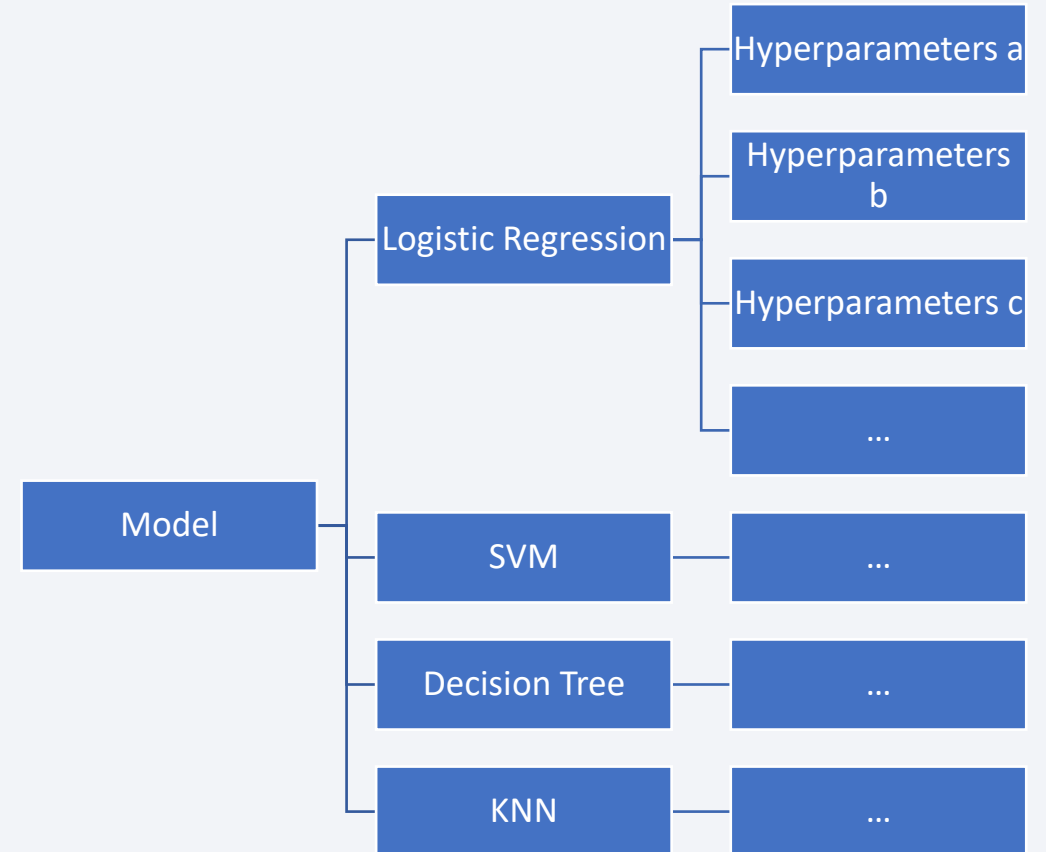 Hyperparameters a
Hyperparameters
b
Logistic Regression
Hyperparameters c
...
Model
SVM
...
Decision Tree
...
KNN
...